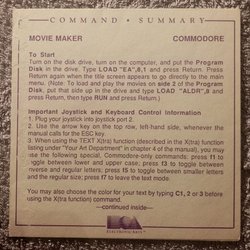 COMMAND • SUMMARY
MOVIE MAKER COMMODORE
To Start
Turn on the disk drive, turn on the computer, and put the Program
Disk in the drive. Type LOAD "EA",8,1 and press Return. Press
Return again when the title screen appears to go directly to the main
menu. (Note: To load and play the movies on side 2 of the Program
Disk, put that side up in the drive and type LOAD "ALDR",8 and
press Return, then type RUN and press Return.)
Important Joystick and Keyboard Control Information
1. Plug your joystick into joystick port 2.
2. Use the arrow key on the top row, left-hand side, whenever the
manual calls for the ESC key.
3. When using the TEXT X(tra) function (described in the X(tra)
listing under "Your Art Department" in chapter 4 of the manual), you may
use the following special, Commodore-only commands: press f1 to
toggle between lower and upper case; press f3 to toggle between
reverse and regular letters; press f5 to toggle between skinny letters
and the regular size; press f7 to leave the text mode.
You may also choose the color for your text by typing C1, 2 or 3 before
using the X(tra function) command.
—continued inside—
ELECTRONIC ARTS